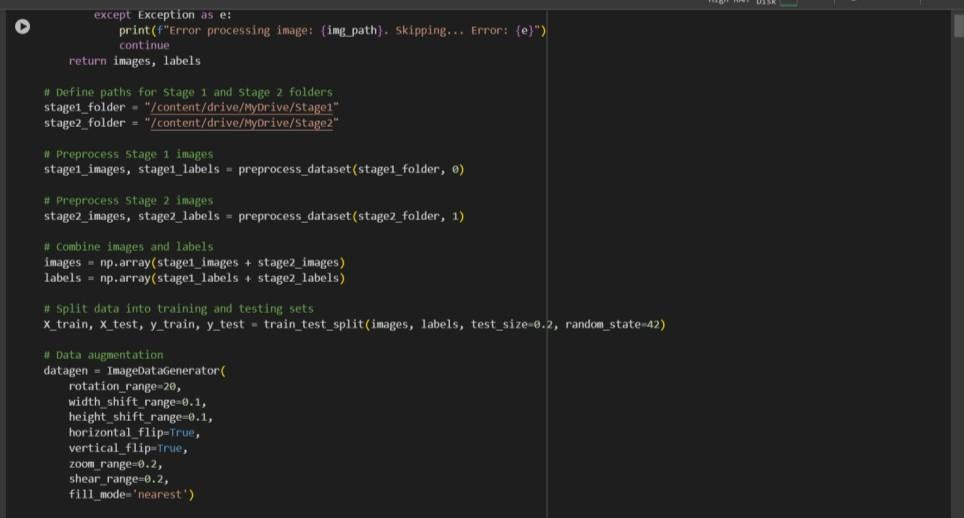 Disk
except Exception as e:
print(f"Error processing image: {img_path}. Skipping... Error: {e}")
continue
return images, labels
# Define paths for Stage 1 and Stage 2 folders
stage1_folder = "/content/drive/MyDrive/Stage1"
stage2_folder = "/content/drive/MyDrive/Stage2"
# Preprocess Stage 1 images
stage1_images, stage1_labels = preprocess_dataset(stage1_folder, 0)
# Preprocess Stage 2 images
stage2_images, stage2_labels = preprocess_dataset(stage2_folder, 1)
# Combine images and labels
images = np.array(stage1_images + stage2_images)
labels = np.array(stage1_labels + stage2_labels)
# Split data into training and testing sets
X_train, X_test, y_train, y_test = train_test_split(images, labels, test_size=0.2, random_state=42)
# Data augmentation
datagen = ImageDataGenerator(
rotation_range=20,
width_shift_range=0.1,
height_shift_range=0.1,
horizontal_flip=True,
vertical_flip=True,
zoom_range=0.2,
shear_range=0.2,
fill_mode='nearest')